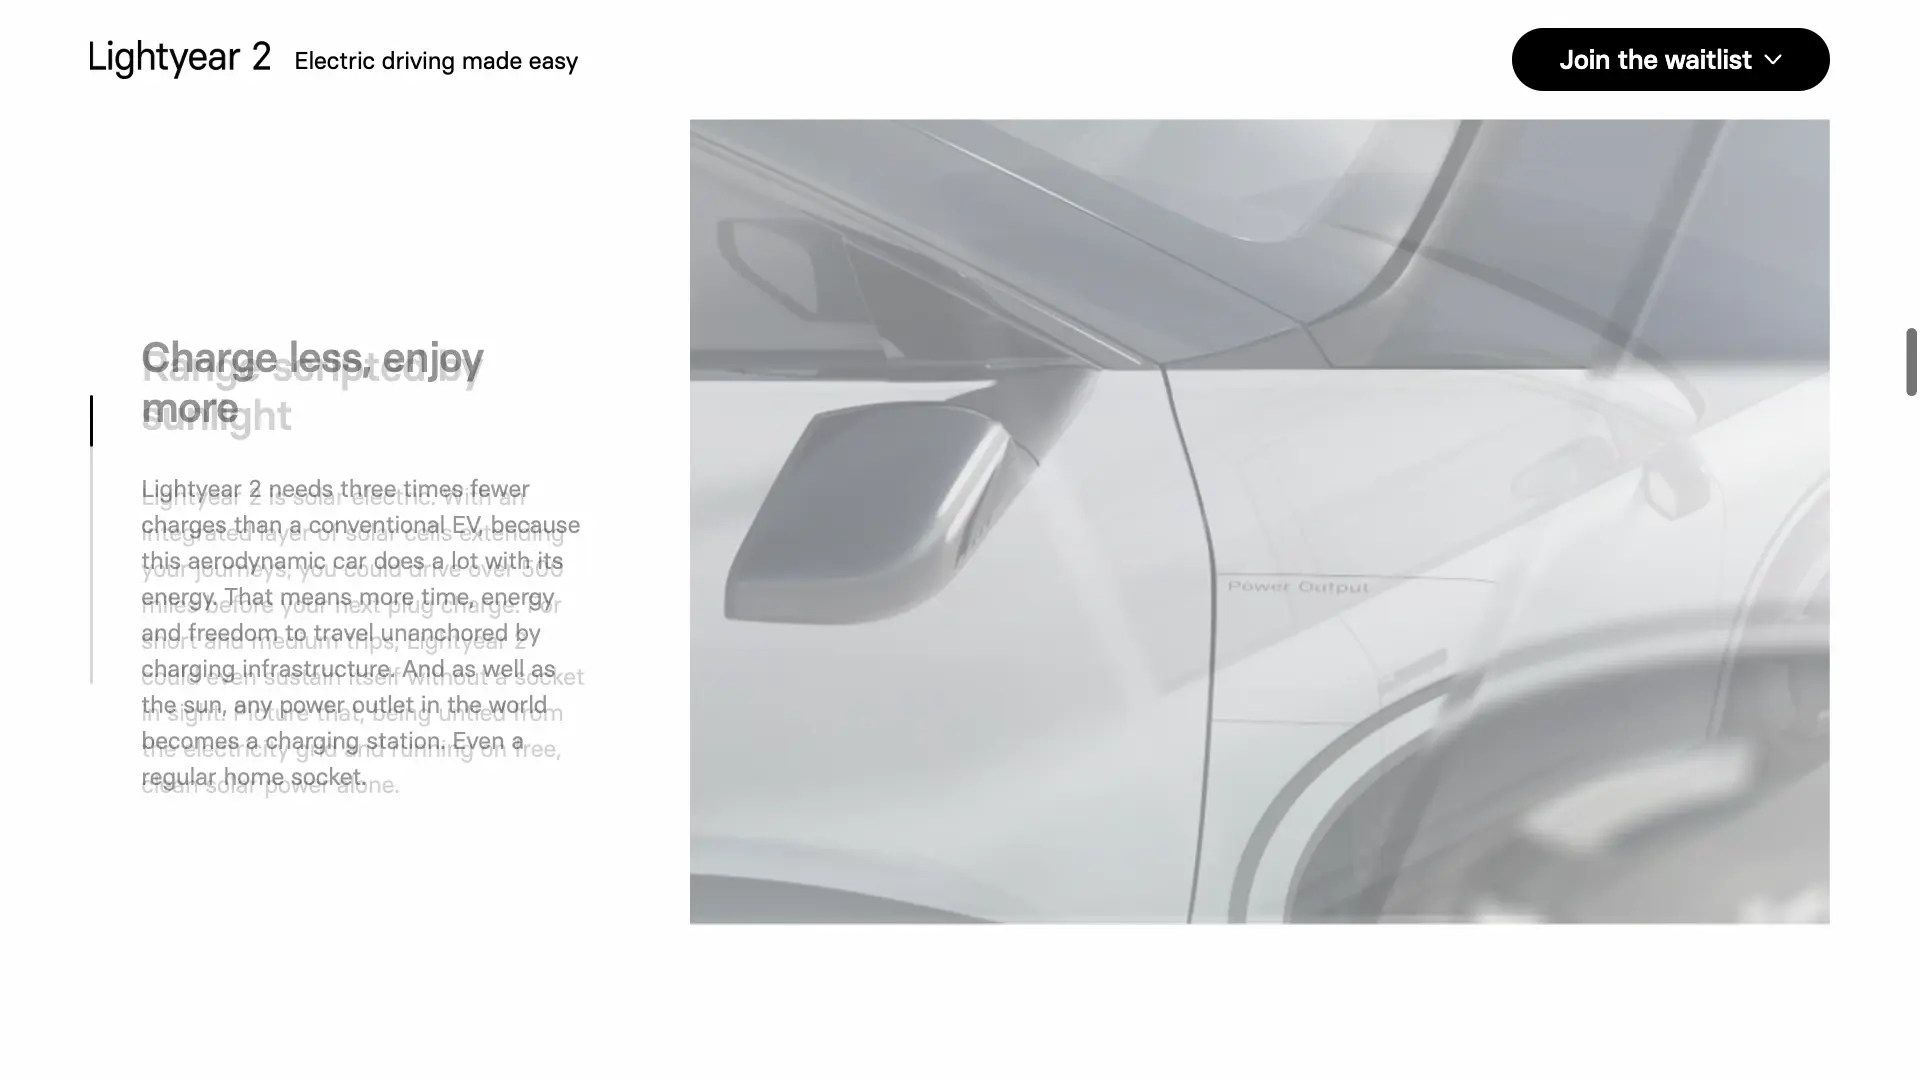 Lightyear 2 Electric driving made easy
Join the waitlist
Charge less, enjoy
more
Range scripted by
sunlight
Lightyear 2 needs three times fewer
charges than a conventional EV, because
this aerodynamic car does a lot with its
energy. That means more time, energy
and freedom to travel unanchored by
charging infrastructure. And as well as
the sun, any power outlet in the world
becomes a charging station. Even a
regular home socket.
Lightyear 2 is solar electric. With an
integrated layer of solar cells extending
your journeys, you could drive over 500
miles before your next plug charge. For
short and medium trips, Lightyear 2
could even sustain itself without a socket
in sight. Picture that, being untied from
the electricity grid and running on free,
clean solar power alone.
Power Output